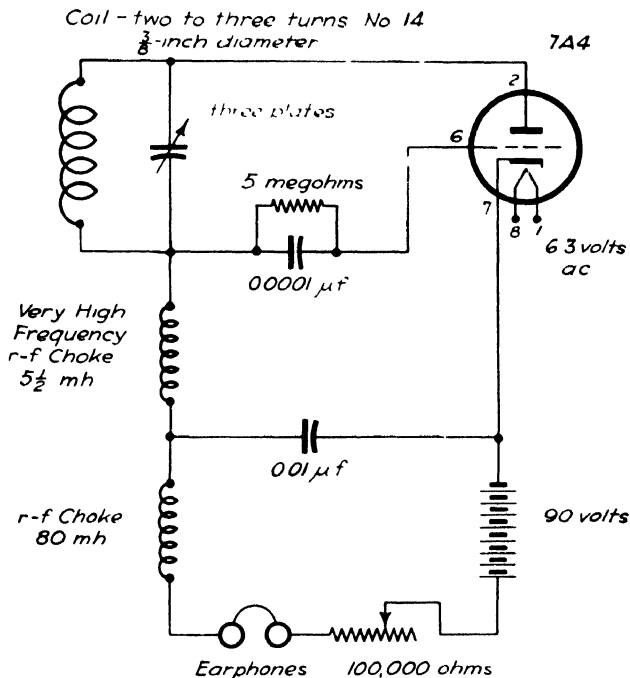 Coil - two to three turns No 14
3/8-inch diameter
7A4
2
three plates
6
5 megohms
7
8
1
6 3 volts
ac
00001 μf
Very High
Frequency
r-f Choke
5 1/2 mh
001 μf
r-f Choke
80 mh
90 volts
Earphones
100,000 ohms